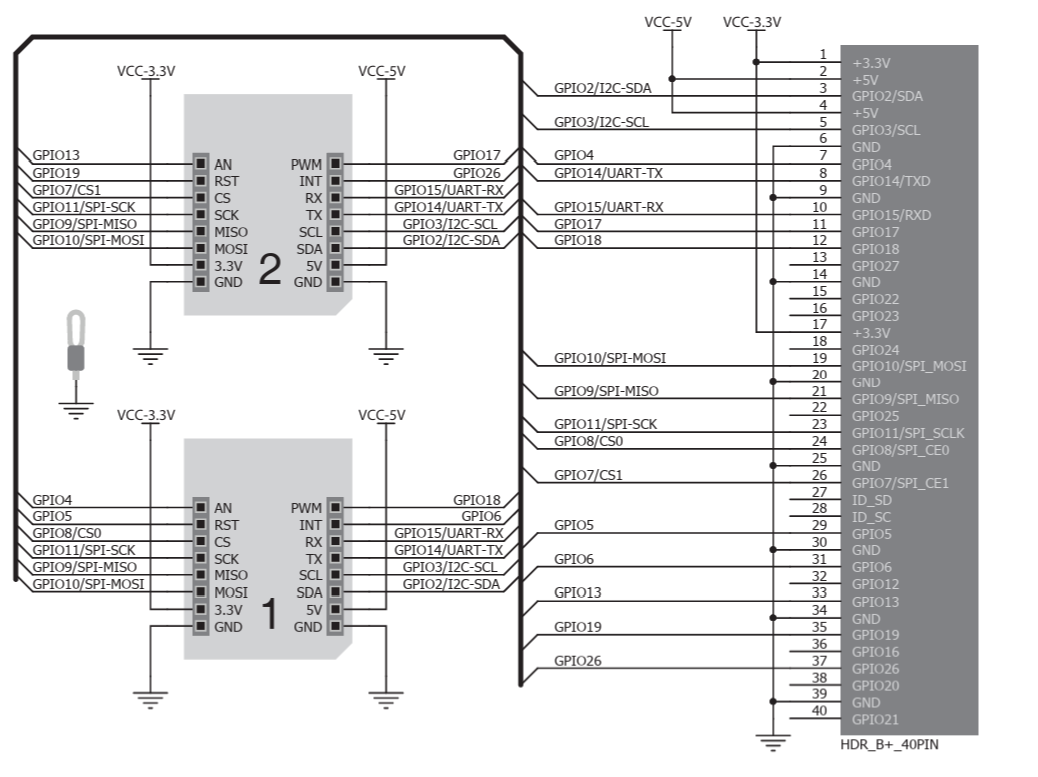 VCC-5V VCC-3.3V
VCC-3.3V VCC-5V
GPIO13 AN PWM GPIO17
GPIO19 RST INT GPIO26
GPIO7/CS1 CS RX GPIO15/UART-RX
GPIO11/SPI-SCK SCK TX GPIO14/UART-TX
GPIO9/SPI-MISO MISO SCL GPIO3/I2C-SCL
GPIO10/SPI-MOSI MOSI SDA GPIO2/I2C-SDA
3.3V 5V
GND GND
2
VCC-3.3V VCC-5V
GPIO4 AN PWM GPIO18
GPIO5 RST INT GPIO6
GPIO8/CS0 CS RX GPIO15/UART-RX
GPIO11/SPI-SCK SCK TX GPIO14/UART-TX
GPIO9/SPI-MISO MISO SCL GPIO3/I2C-SCL
GPIO10/SPI-MOSI MOSI SDA GPIO2/I2C-SDA
3.3V 5V
GND GND
1
1 +3.3V
2 +5V
GPIO2/I2C-SDA 3 GPIO2/SDA
4 +5V
GPIO3/I2C-SCL 5 GPIO3/SCL
6 GND
GPIO4 7 GPIO4
GPIO14/UART-TX 8 GPIO14/TXD
9 GND
GPIO15/UART-RX 10 GPIO15/RXD
GPIO17 11 GPIO17
GPIO18 12 GPIO18
13 GPIO27
14 GND
15 GPIO22
16 GPIO23
17 +3.3V
18 GPIO24
GPIO10/SPI-MOSI 19 GPIO10/SPI_MOSI
20 GND
GPIO9/SPI-MISO 21 GPIO9/SPI_MISO
22 GPIO25
GPIO11/SPI-SCK 23 GPIO11/SPI_SCLK
GPIO8/CS0 24 GPIO8/SPI_CE0
25 GND
GPIO7/CS1 26 GPIO7/SPI_CE1
27 ID_SD
28 ID_SC
GPIO5 29 GPIO5
30 GND
GPIO6 31 GPIO6
32 GPIO12
GPIO13 33 GPIO13
34 GND
GPIO19 35 GPIO19
36 GPIO16
GPIO26 37 GPIO26
38 GPIO20
39 GND
40 GPIO21
HDR_B+_40PIN